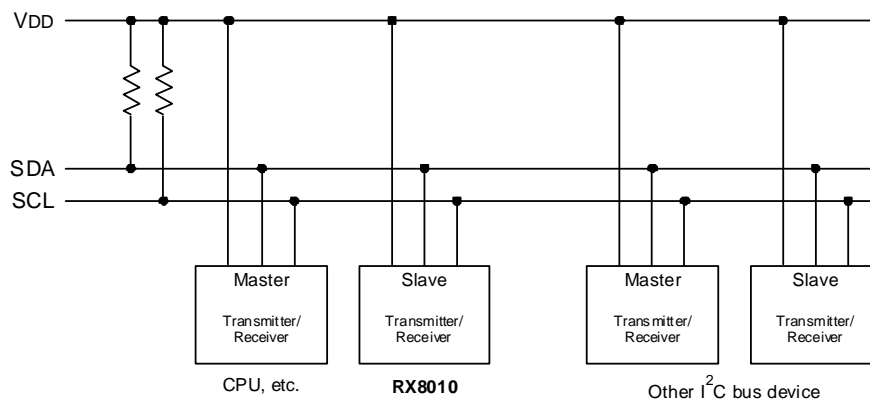 VDD
SDA
SCL
Master
Transmitter/
Receiver
CPU, etc.
Slave
Transmitter/
Receiver
RX8010
Master
Transmitter/
Receiver
Slave
Transmitter/
Receiver
Other I²C bus device